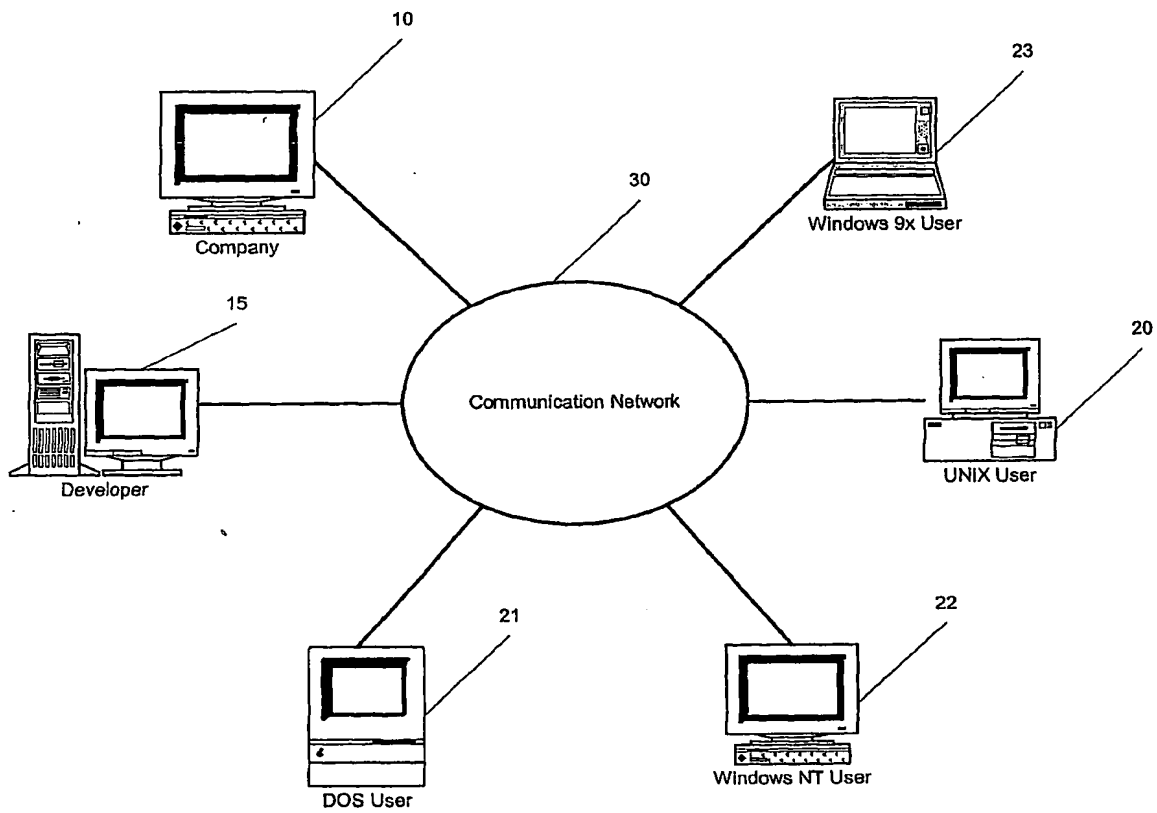 10
23
30
Company
Windows 9x User
15
20
Communication Network
Developer
UNIX User
21
22
DOS User
Windows NT User